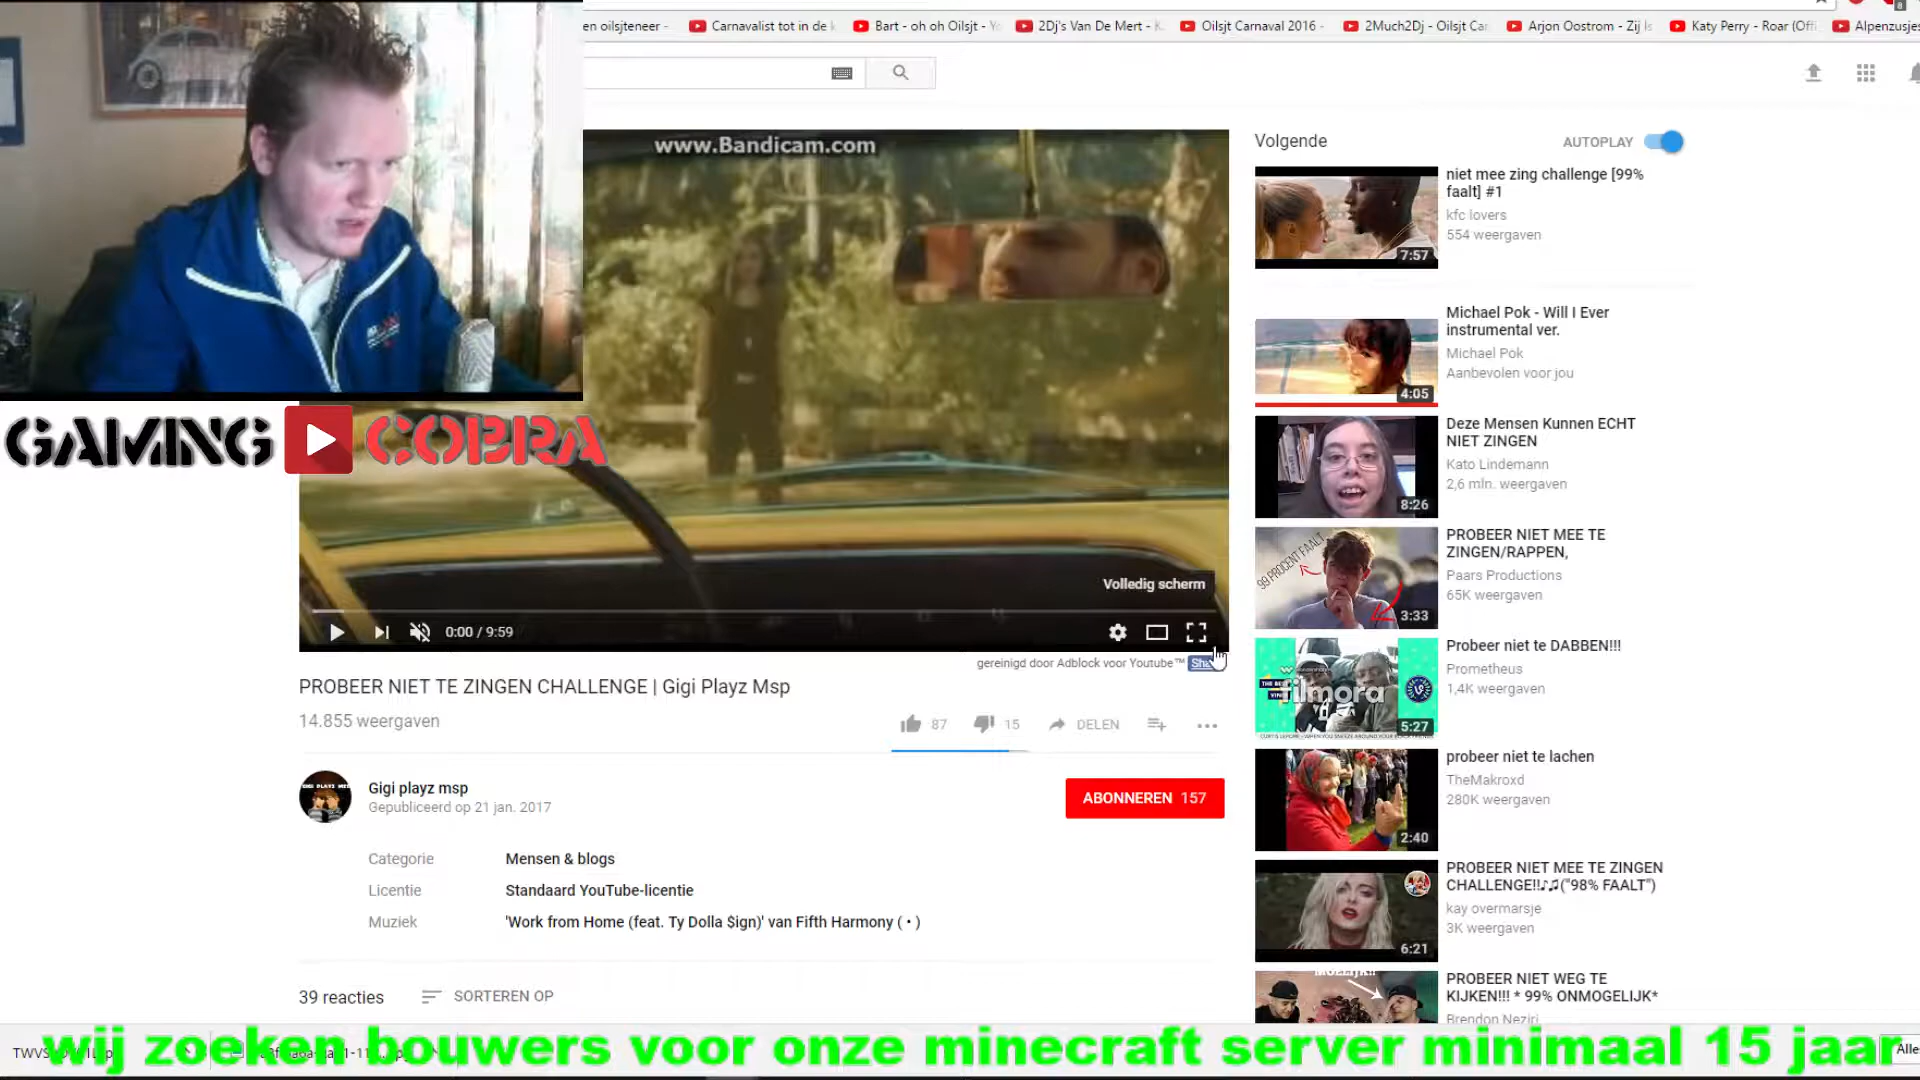 en oilsjteneer -
Carnavalist tot in de k
Bart - oh oh Oilsjt - Yo
2Dj's Van De Mert - K
Oilsjt Carnaval 2016 -
2Much2Dj - Oilsjt Car
Arjon Oostrom - Zij Is
Katy Perry - Roar (Offi
Alpenzusjes
8
www.Bandicam.com
GAMING COBRA
Volledig scherm
0:00 / 9:59
gereinigd door Adblock voor Youtube™
PROBEER NIET TE ZINGEN CHALLENGE | Gigi Playz Msp
14.855 weergaven
87
15
DELEN
Gigi playz msp
Gepubliceerd op 21 jan. 2017
ABONNEREN 157
Categorie
Mensen & blogs
Licentie
Standaard YouTube-licentie
Muziek
'Work from Home (feat. Ty Dolla $ign)' van Fifth Harmony ( • )
39 reacties
SORTEREN OP
Volgende
AUTOPLAY
niet mee zing challenge [99%
faalt] #1
kfc lovers
554 weergaven
7:57
Michael Pok - Will I Ever
instrumental ver.
Michael Pok
Aanbevolen voor jou
4:05
Deze Mensen Kunnen ECHT
NIET ZINGEN
Kato Lindemann
2,6 mln. weergaven
8:26
PROBEER NIET MEE TE
ZINGEN/RAPPEN,
Paars Productions
65K weergaven
99 PROCENT FAALT
3:33
Probeer niet te DABBEN!!!
Prometheus
1,4K weergaven
filmora
5:27
probeer niet te lachen
TheMakroxd
280K weergaven
2:40
PROBEER NIET MEE TE ZINGEN
CHALLENGE!!♪♫("98% FAALT")
kay overmarsje
3K weergaven
6:21
PROBEER NIET WEG TE
KIJKEN!!! * 99% ONMOGELIJK*
Brendon Neziri
MOEILIJK!!
wij zoeken bouwers voor onze minecraft server minimaal 15 jaar
Alle